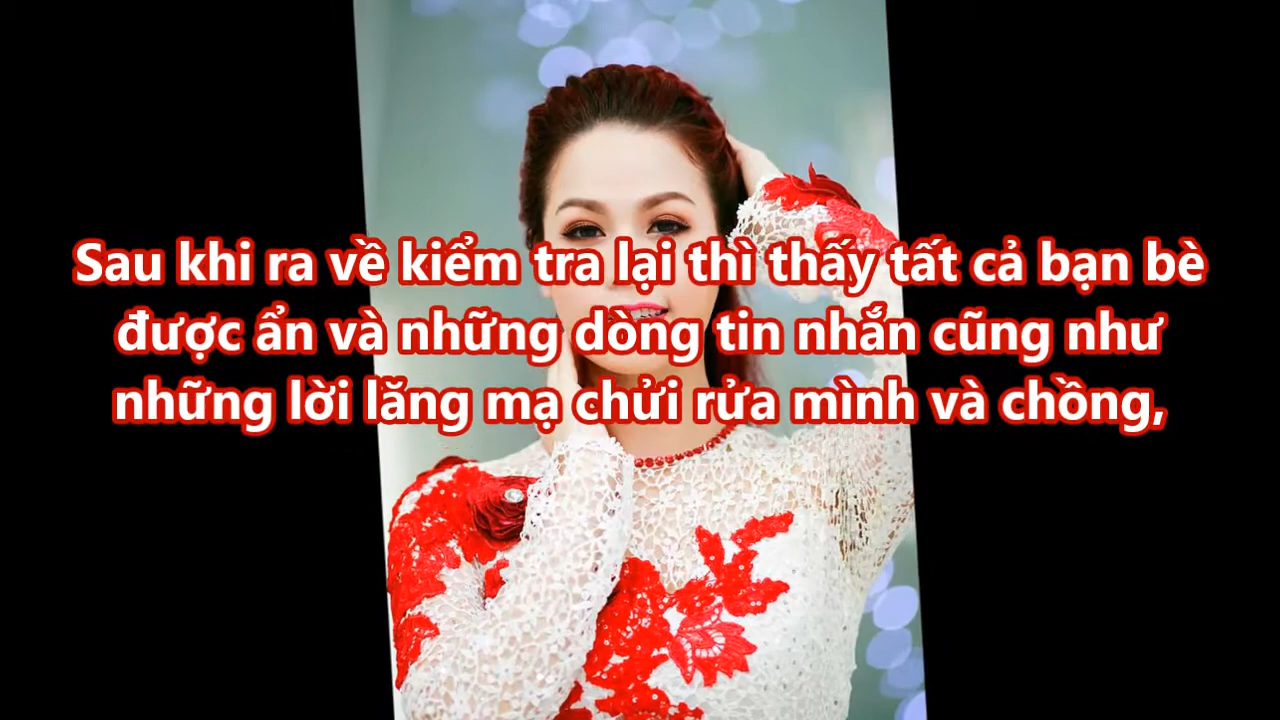 Sau khi ra về kiểm tra lại thì thấy tất cả bạn bè
được ẩn và những dòng tin nhắn cũng như
những lời lăng mạ chửi rửa mình và chồng,